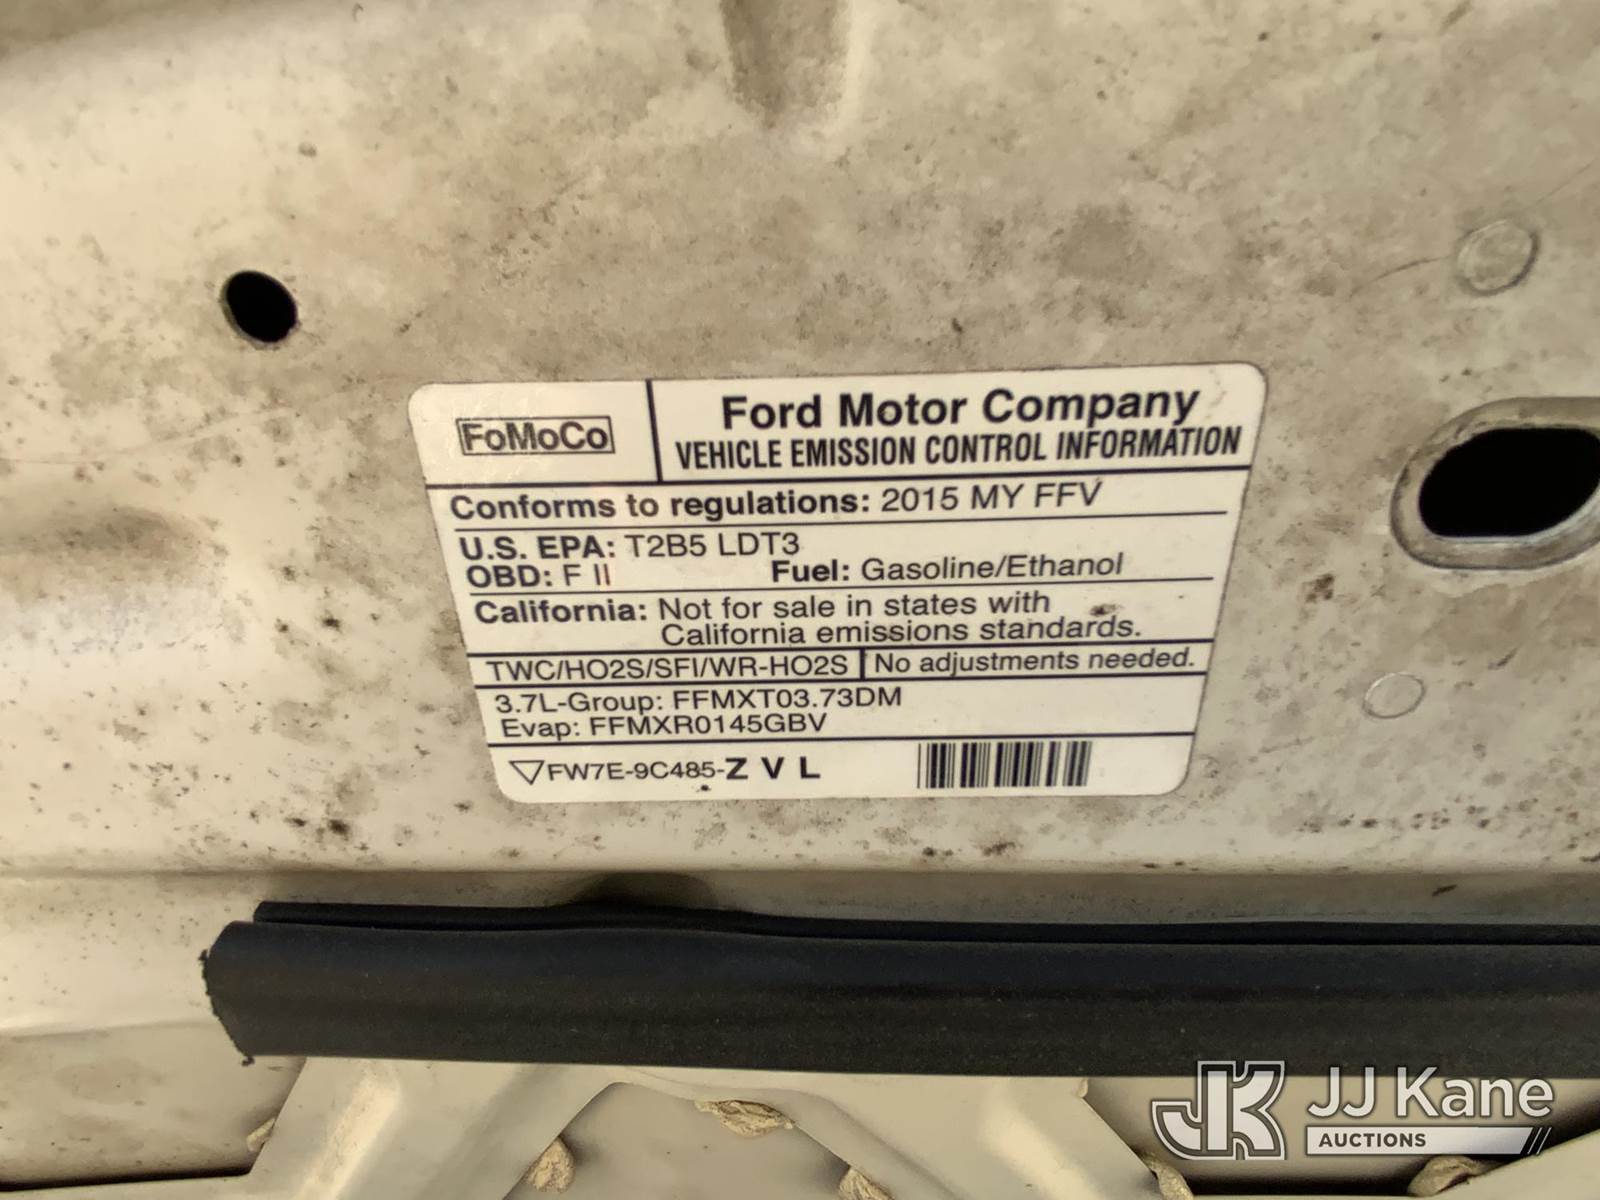 FoMoCo
Ford Motor Company
VEHICLE EMISSION CONTROL INFORMATION
Conforms to regulations: 2015 MY FFV
U.S. EPA: T2B5 LDT3
OBD: F II Fuel: Gasoline/Ethanol
California: Not for sale in states with
California emissions standards.
TWC/HO2S/SFI/WR-HO2S No adjustments needed.
3.7L-Group: FFMXT03.73DM
Evap: FFMXR0145GBV
FW7E-9C485-Z V L
JK JJ Kane
AUCTIONS